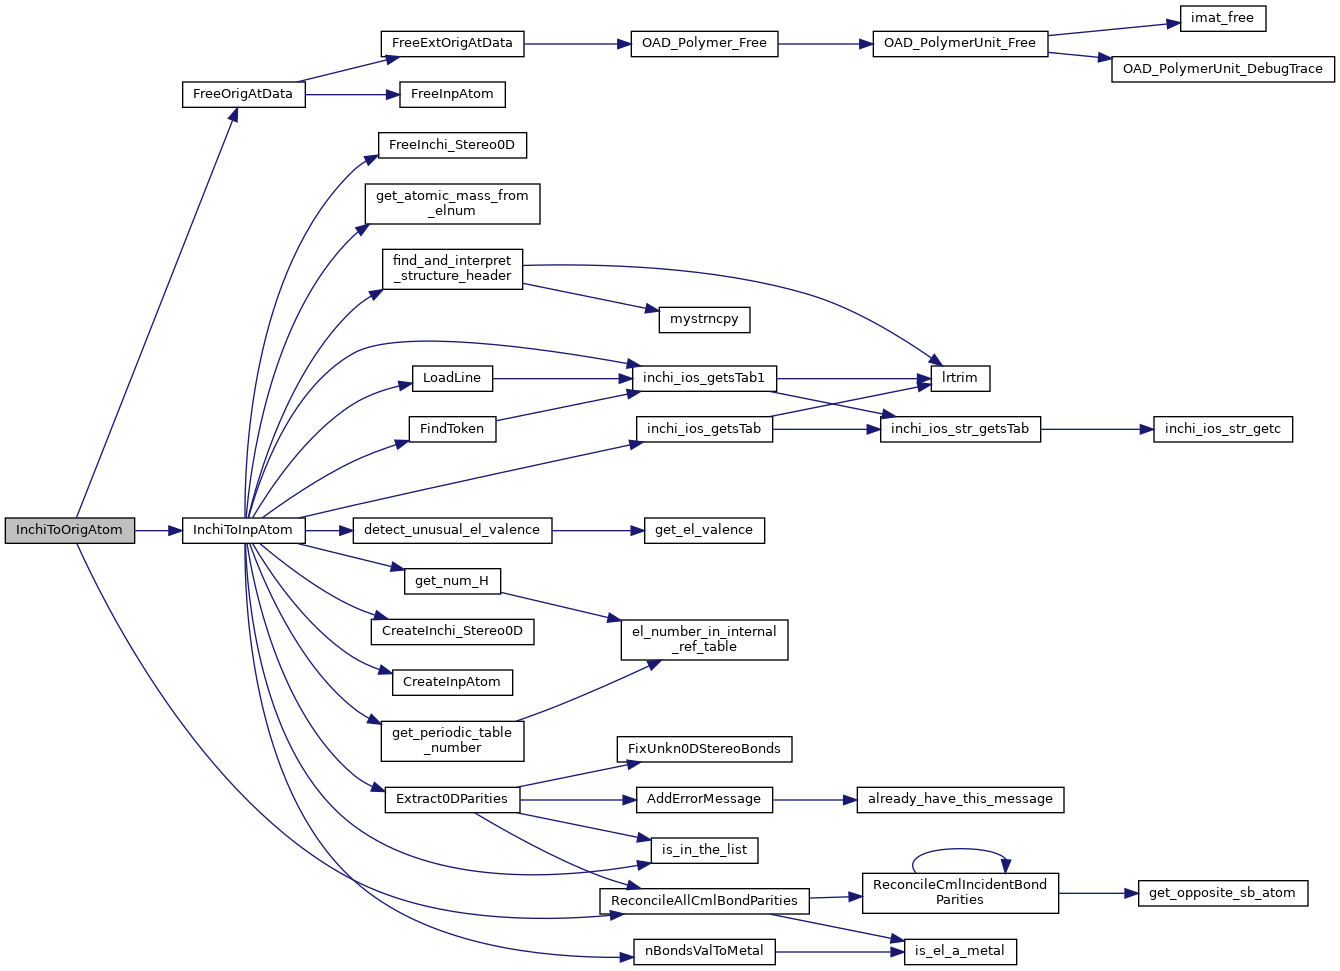 imat_free
FreeExtOrigAtData
OAD_Polymer_Free
OAD_PolymerUnit_Free
OAD_PolymerUnit_DebugTrace
FreeOrigAtData
FreeInpAtom
FreeInchi_Stereo0D
get_atomic_mass_from
_elnum
find_and_interpret
_structure_header
mystrncpy
LoadLine
inchi_ios_getsTab1
lrtrim
FindToken
inchi_ios_getsTab
inchi_ios_str_getsTab
inchi_ios_str_getc
InchiToOrigAtom
InchiToInpAtom
detect_unusual_el_valence
get_el_valence
get_num_H
CreateInchi_Stereo0D
el_number_in_internal
_ref_table
CreateInpAtom
get_periodic_table
_number
FixUnkn0DStereoBonds
Extract0DParities
AddErrorMessage
already_have_this_message
is_in_the_list
ReconcileAllCmlBondParities
ReconcileCmlIncidentBond
Parities
get_opposite_sb_atom
nBondsValToMetal
is_el_a_metal